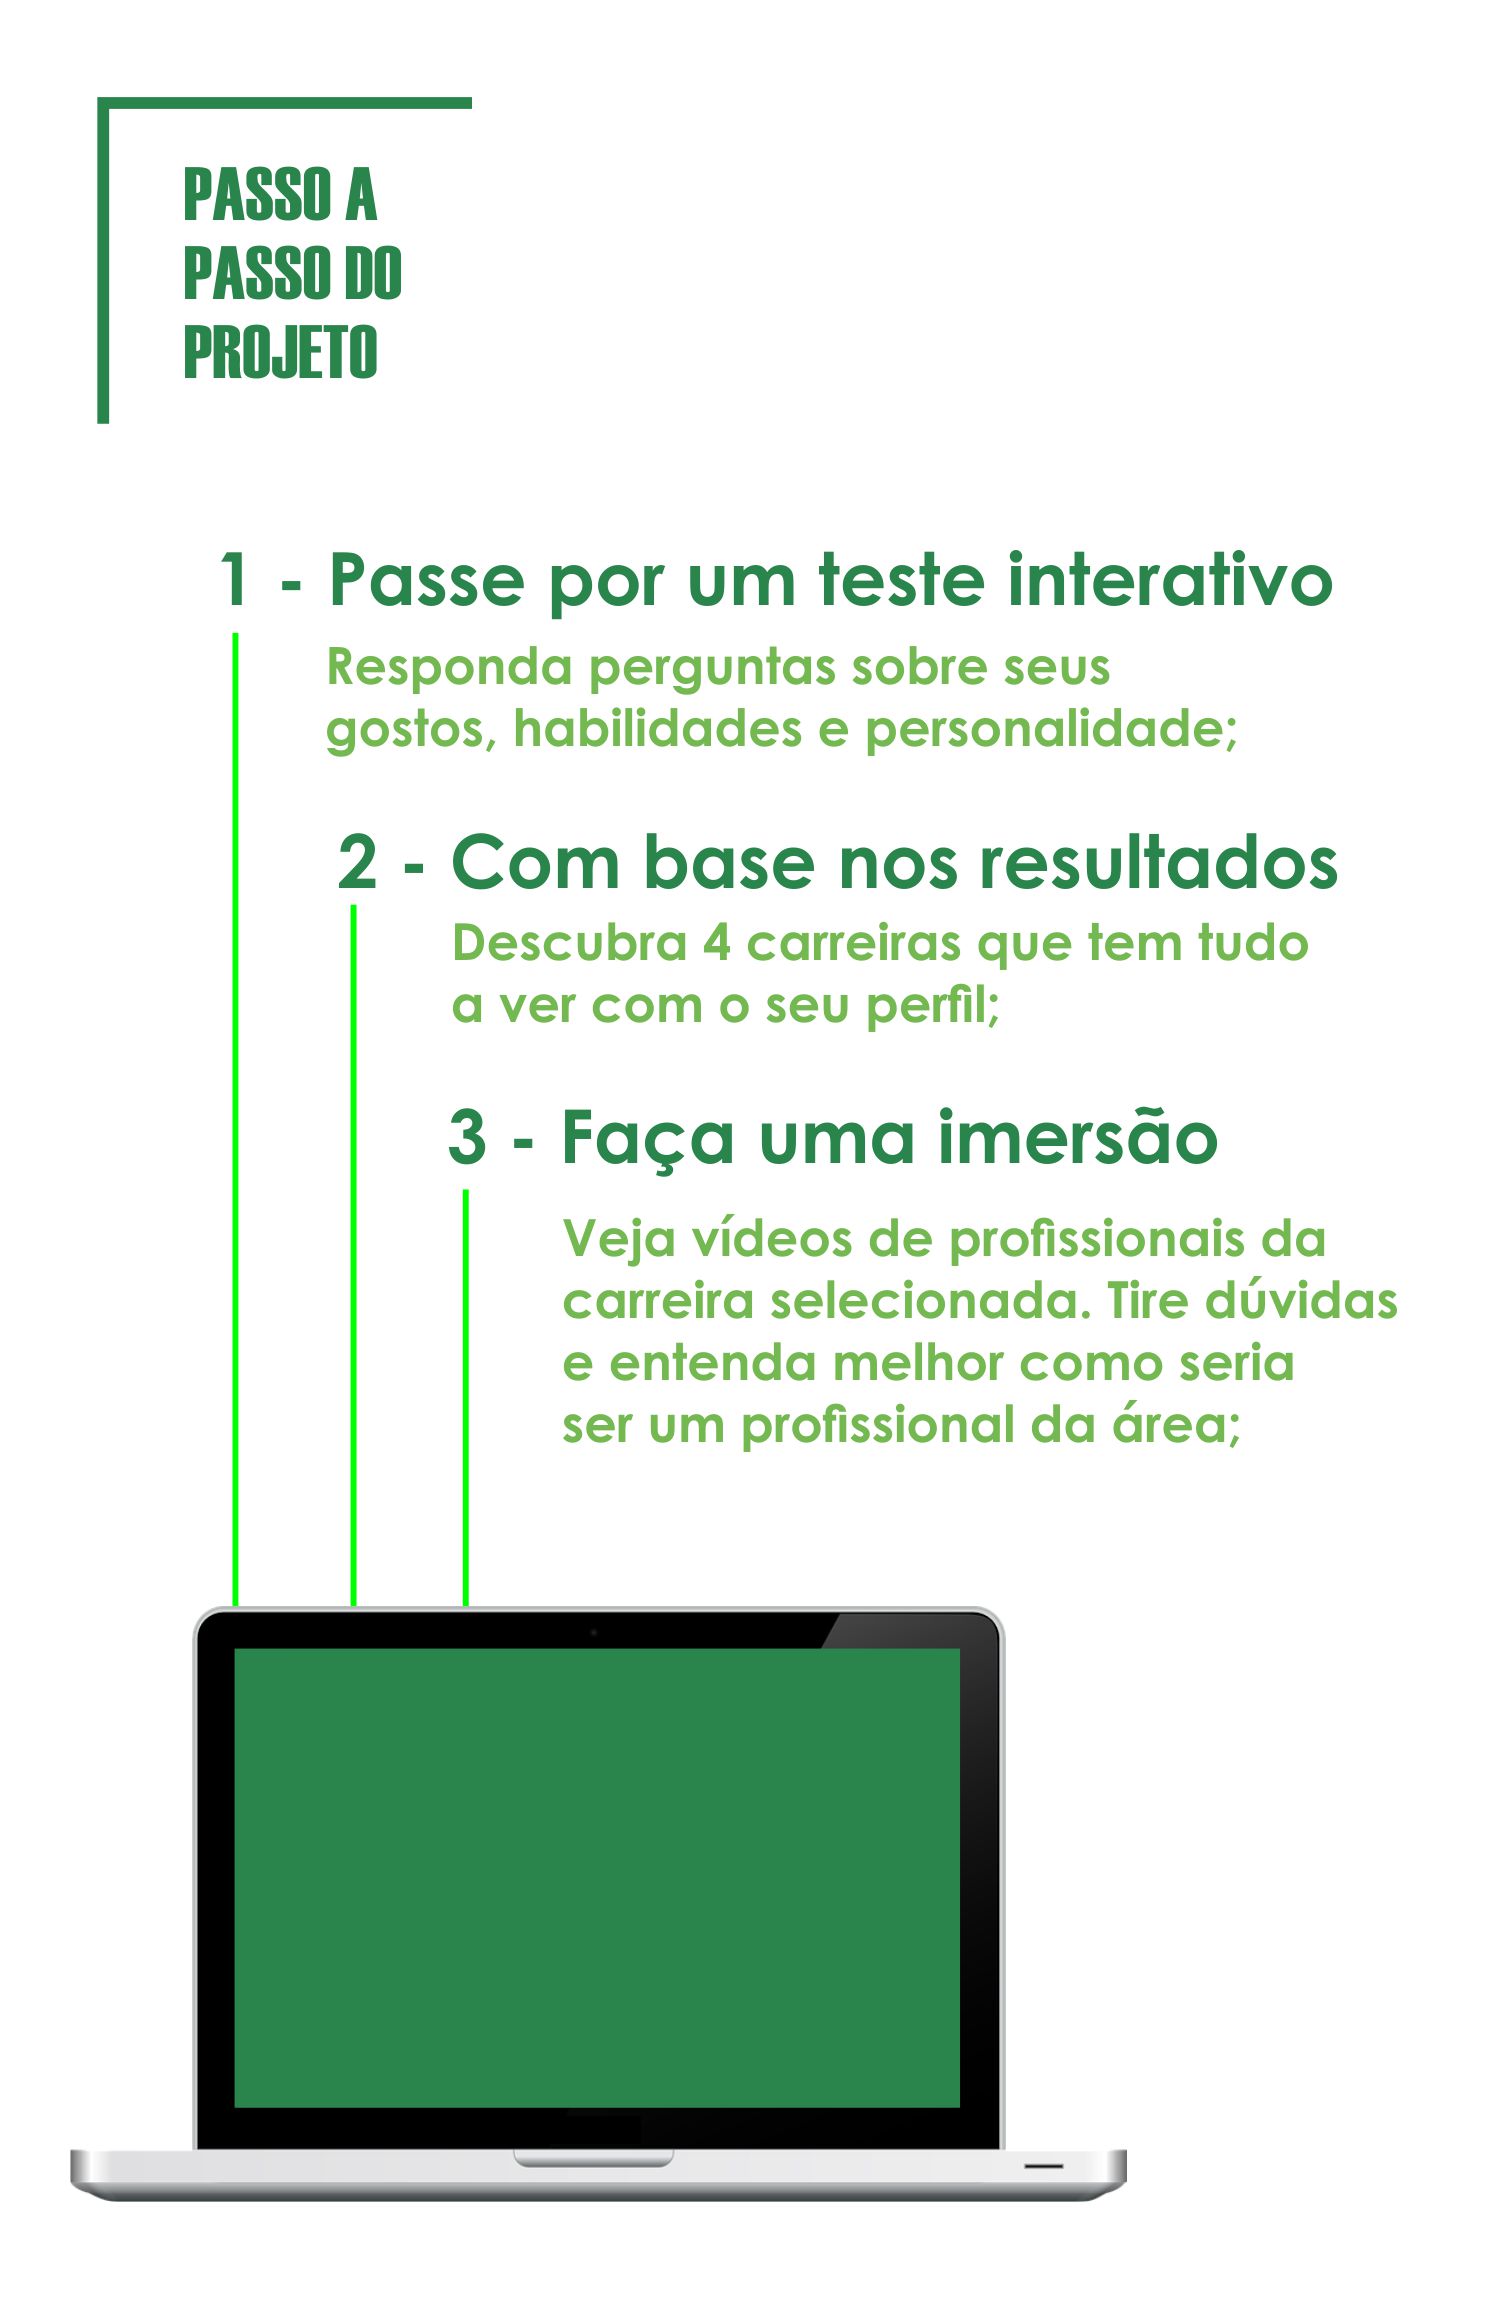 PASSO A
PASSO DO
PROJETO
1 - Passe por um teste interativo
Responda perguntas sobre seus
gostos, habilidades e personalidade;
2 - Com base nos resultados
Descubra 4 carreiras que tem tudo
a ver com o seu perfil;
3 - Faça uma imersão
Veja vídeos de profissionais da
carreira selecionada. Tire dúvidas
e entenda melhor como seria
ser um profissional da área;